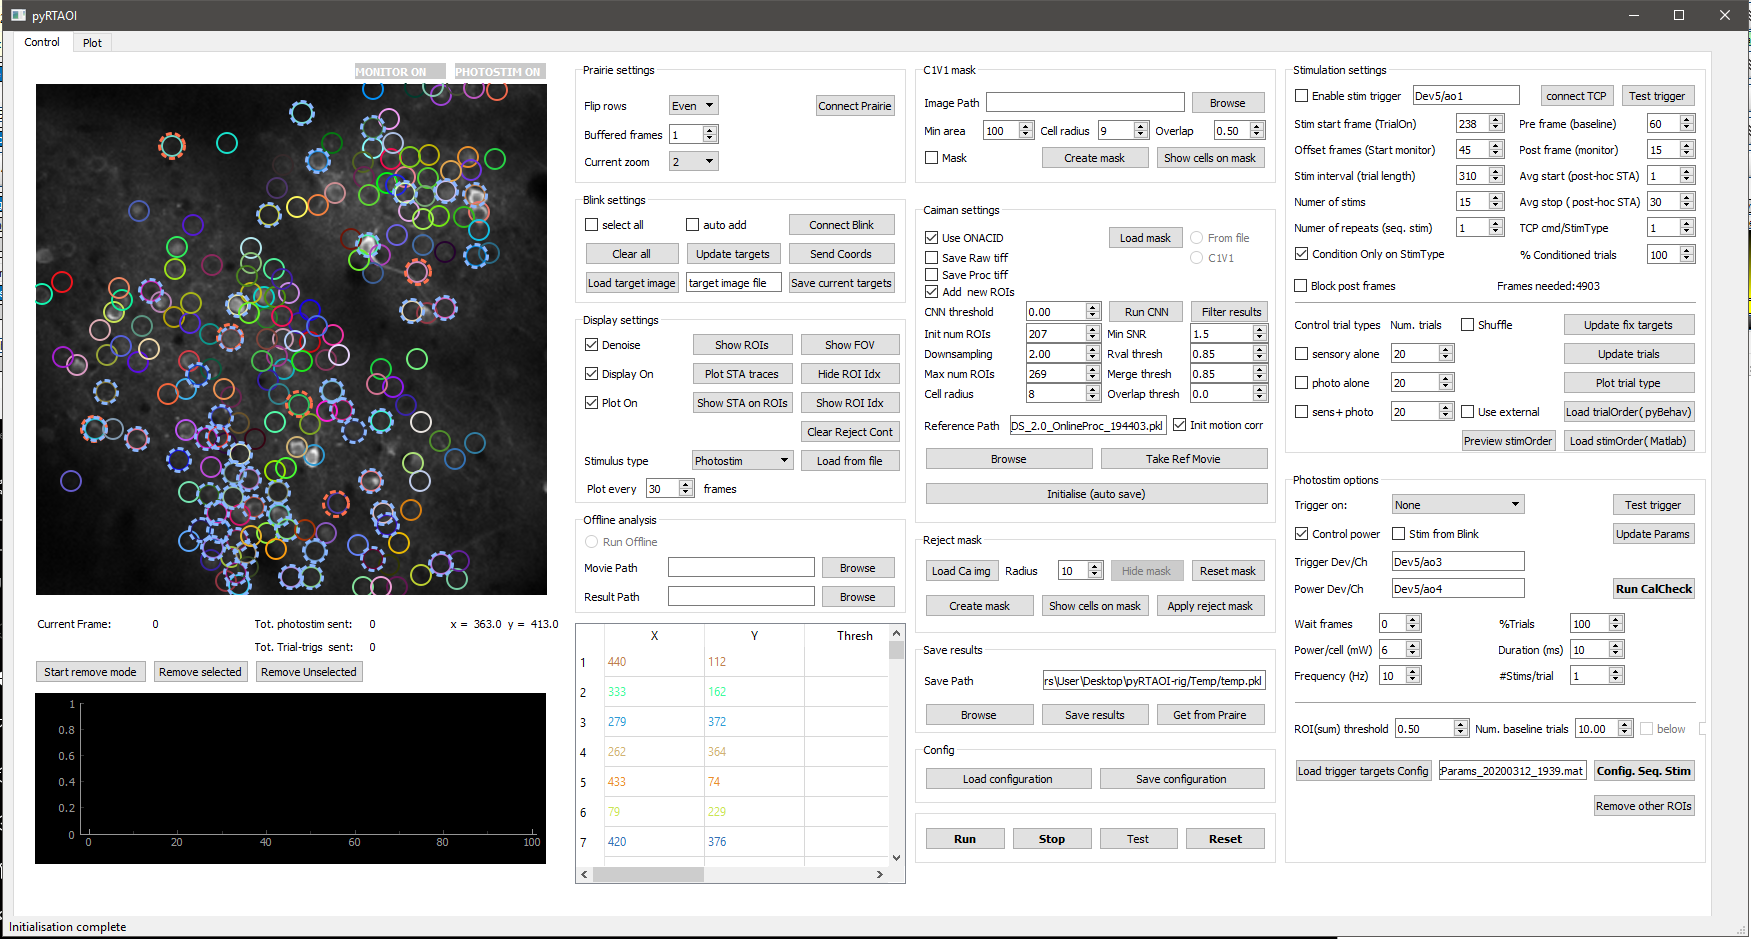 pyRTAOI
Control Plot
MONITOR ON PHOTOSTIM ON
Current Frame: 0 Tot. photostim sent: 0 x = 363.0 y = 413.0
Tot. Trial-trigs sent: 0
Start remove mode Remove selected Remove Unselected
1
0.8
0.6
0.4
0.2
0
0 20 40 60 80 100
Prairie settings
Flip rows Even Connect Prairie
Buffered frames 1
Current zoom 2
Blink settings
select all auto add Connect Blink
Clear all Update targets Send Coords
Load target image target image file Save current targets
Display settings
Denoise Show ROIs Show FOV
Display On Plot STA traces Hide ROI Idx
Plot On Show STA on ROIs Show ROI Idx
Clear Reject Cont
Stimulus type Photostim Load from file
Plot every 30 frames
Offline analysis
Run Offline
Movie Path Browse
Result Path Browse
X Y Thresh
1 440 112
2 333 162
3 279 372
4 262 364
5 433 74
6 79 229
7 420 376
C1V1 mask
Image Path Browse
Min area 100 Cell radius 9 Overlap 0.50
Mask Create mask Show cells on mask
Caiman settings
Use ONACID Load mask From file
Save Raw tiff C1V1
Save Proc tiff
Add new ROIs
CNN threshold 0.00 Run CNN Filter results
Init num ROIs 207 Min SNR 1.5
Downsampling 2.00 Rval thresh 0.85
Max num ROIs 269 Merge thresh 0.85
Cell radius 8 Overlap thresh 0.0
Reference Path DS_2.0_OnlineProc_194403.pkl Init motion corr
Browse Take Ref Movie
Initialise (auto save)
Reject mask
Load Ca img Radius 10 Hide mask Reset mask
Create mask Show cells on mask Apply reject mask
Save results
Save Path rs\User\Desktop\pyRTAOI-rig/Temp/temp.pkl
Browse Save results Get from Praire
Config
Load configuration Save configuration
Run Stop Test Reset
Stimulation settings
Enable stim trigger Dev5/ao1 connect TCP Test trigger
Stim start frame (TrialOn) 238 Pre frame (baseline) 60
Offset frames (Start monitor) 45 Post frame (monitor) 15
Stim interval (trial length) 310 Avg start (post-hoc STA) 1
Numer of stims 15 Avg stop ( post-hoc STA) 30
Numer of repeats (seq. stim) 1 TCP cmd/StimType 1
Condition Only on StimType % Conditioned trials 100
Block post frames Frames needed:4903
Control trial types Num. trials Shuffle Update fix targets
sensory alone 20 Update trials
photo alone 20 Plot trial type
sens+ photo 20 Use external Load trialOrder( pyBehav)
Preview stimOrder Load stimOrder( Matlab)
Photostim options
Trigger on: None Test trigger
Control power Stim from Blink Update Params
Trigger Dev/Ch Dev5/ao3
Power Dev/Ch Dev5/ao4 Run CalCheck
Wait frames 0 %Trials 100
Power/cell (mW) 6 Duration (ms) 10
Frequency (Hz) 10 #Stims/trial 1
ROI(sum) threshold 0.50 Num. baseline trials 10.00 below
Load trigger targets Config Params_20200312_1939.mat Config. Seq. Stim
Remove other ROIs
Initialisation complete